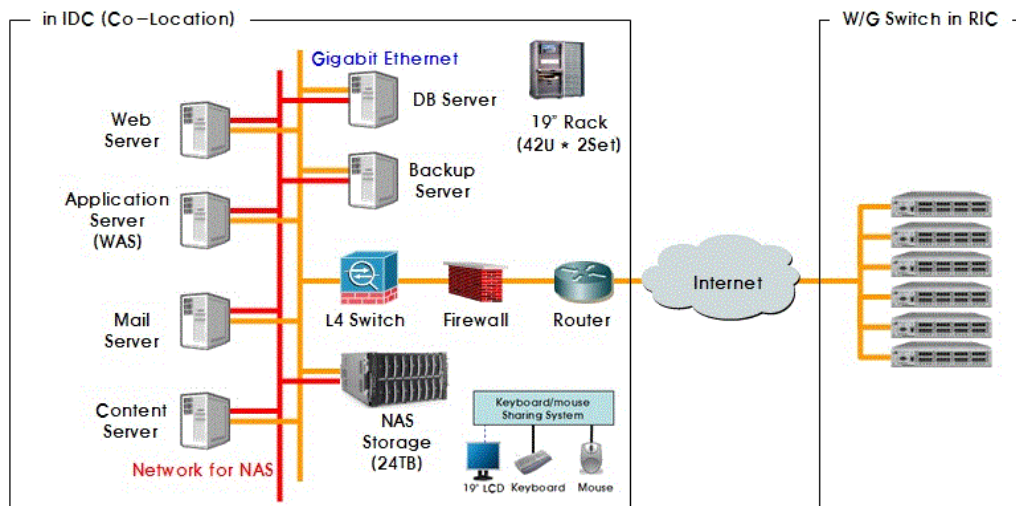 in IDC (Co-Location)
W/G Switch in RIC
Gigabit Ethernet
DB Server
Web
Server
19" Rack
(42U * 2Set)
Backup
Server
Application
Server
(WAS)
Internet
L4 Switch
Firewall
Router
Mail
Server
Keyboard/mouse
Sharing System
Content
Server
NAS
Storage
(24TB)
Network for NAS
19" LCD
Keyboard
Mouse